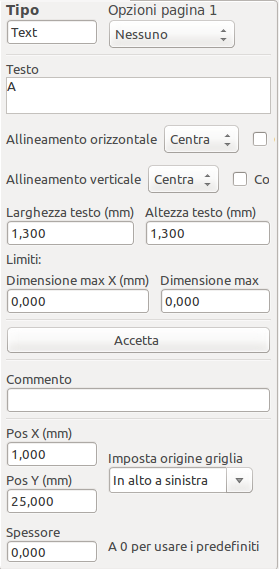 Tipo Opzioni pagina 1
Text Nessuno
Testo
A
Allineamento orizzontale Centra
Allineamento verticale Centra Co
Larghezza testo (mm) Altezza testo (mm)
1,300 1,300
Limiti:
Dimensione max X (mm) Dimensione max
0,000 0,000
Accetta
Commento
Pos X (mm)
1,000 Imposta origine griglia
Pos Y (mm) In alto a sinistra
25,000
Spessore
0,000 A 0 per usare i predefiniti